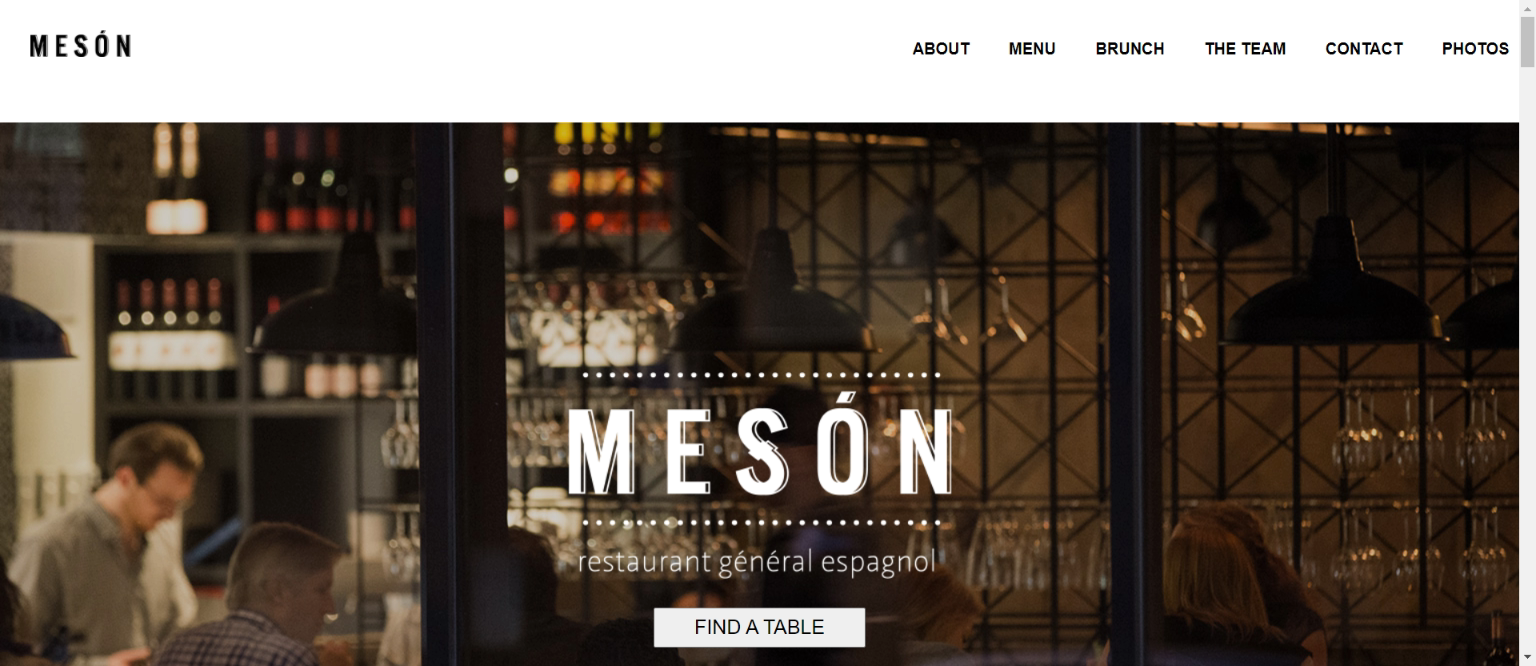 MESÓN
ABOUT MENU BRUNCH THE TEAM CONTACT PHOTOS
MESÓN
restaurant général espagnol
FIND A TABLE